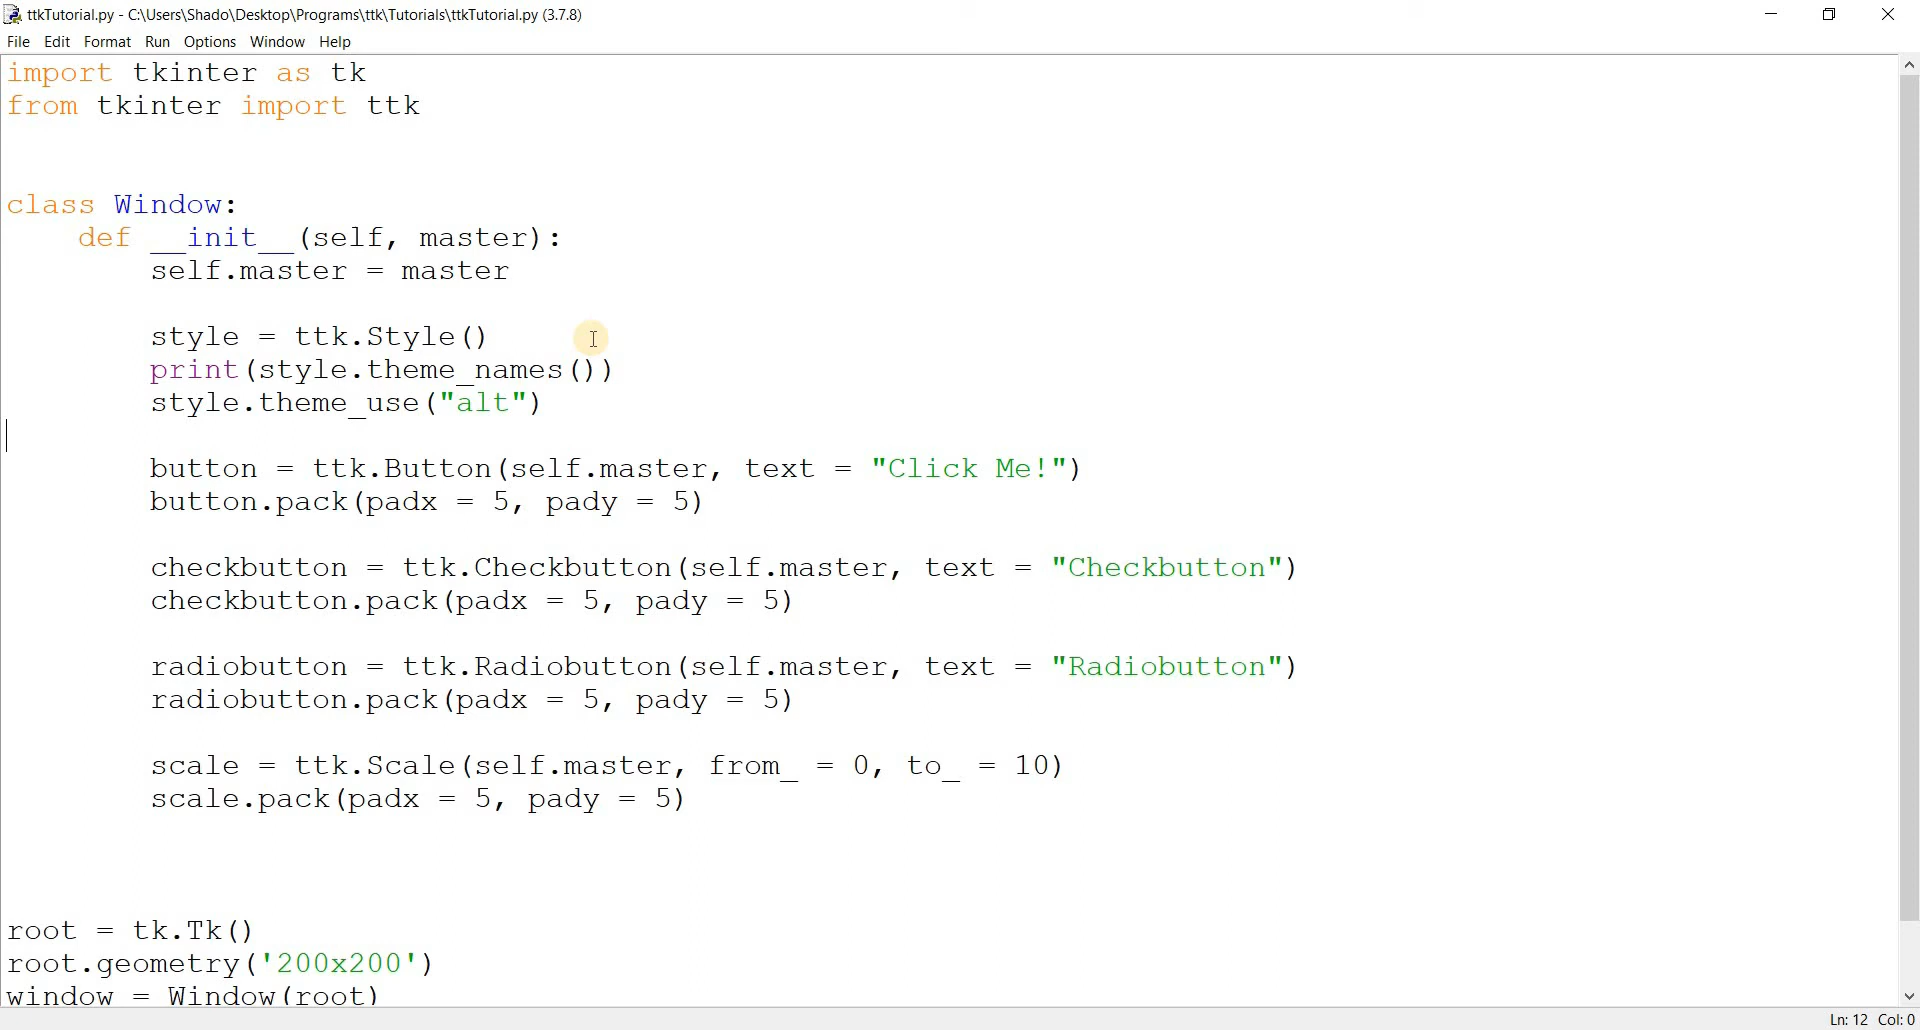 ttkTutorial.py - C:\Users\Shado\Desktop\Programs\ttk\Tutorials\ttkTutorial.py (3.7.8)
File Edit Format Run Options Window Help
import tkinter as tk
from tkinter import ttk
class Window:
    def __init__(self, master):
        self.master = master
        style = ttk.Style()
        print(style.theme_names())
        style.theme_use("alt")
        button = ttk.Button(self.master, text = "Click Me!")
        button.pack(padx = 5, pady = 5)
        checkbutton = ttk.Checkbutton(self.master, text = "Checkbutton")
        checkbutton.pack(padx = 5, pady = 5)
        radiobutton = ttk.Radiobutton(self.master, text = "Radiobutton")
        radiobutton.pack(padx = 5, pady = 5)
        scale = ttk.Scale(self.master, from_ = 0, to_ = 10)
        scale.pack(padx = 5, pady = 5)
root = tk.Tk()
root.geometry('200x200')
window = Window(root)
Ln: 12 Col: 0